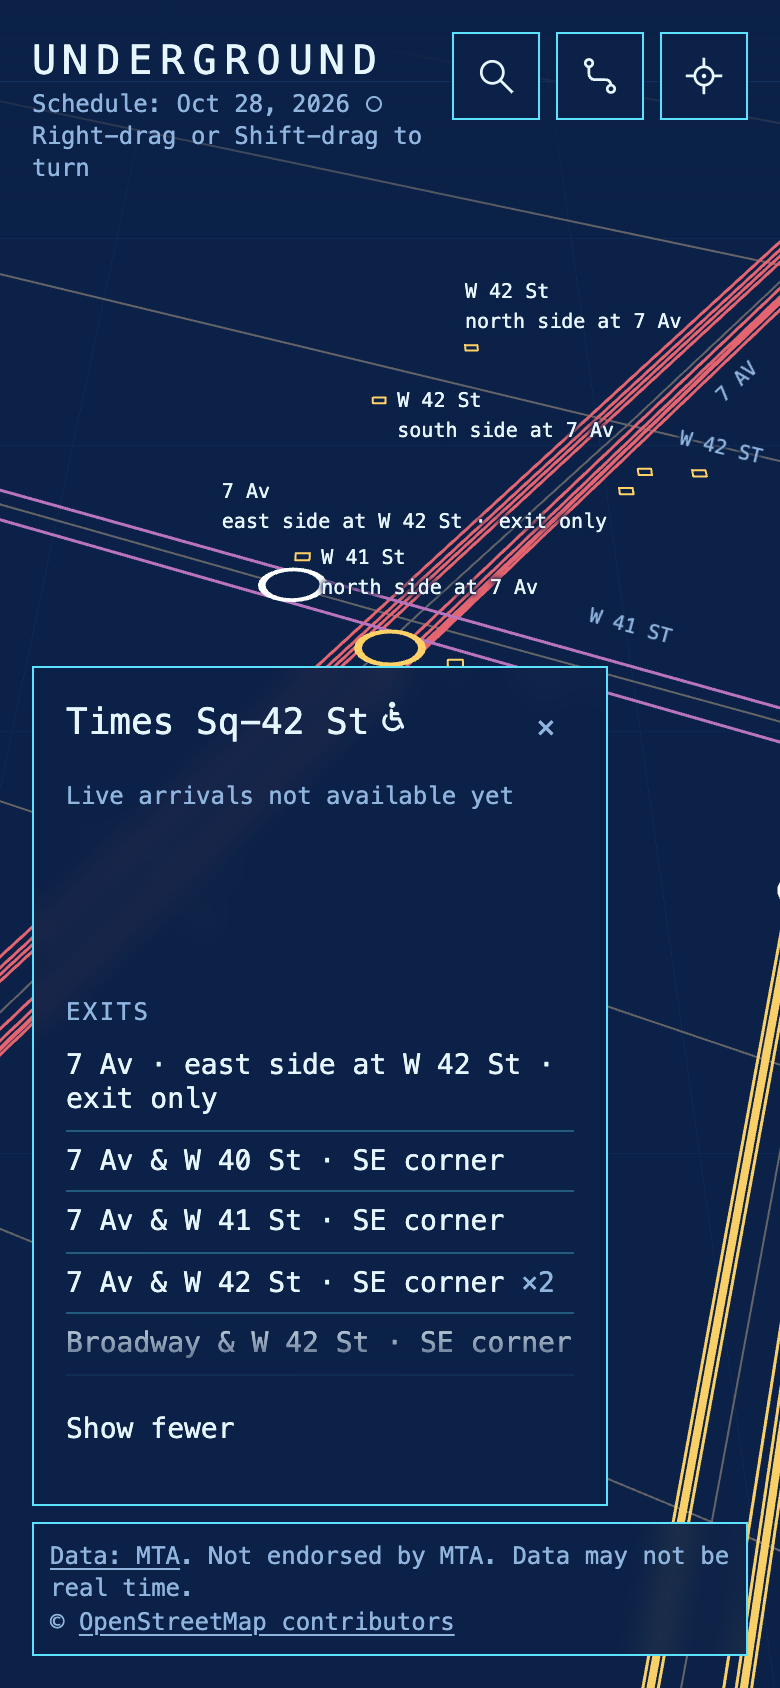 UNDERGROUND
Schedule: Oct 28, 2026
Right-drag or Shift-drag to
turn
W 42 St
north side at 7 Av
7 AV
W 42 St
south side at 7 Av
W 42 ST
7 Av
east side at W 42 St · exit only
W 41 St
north side at 7 Av
W 41 ST
Times Sq-42 St
×
Live arrivals not available yet
EXITS
7 Av · east side at W 42 St ·
exit only
7 Av & W 40 St · SE corner
7 Av & W 41 St · SE corner
7 Av & W 42 St · SE corner ×2
Broadway & W 42 St · SE corner
Show fewer
Data: MTA. Not endorsed by MTA. Data may not be
real time.
© OpenStreetMap contributors